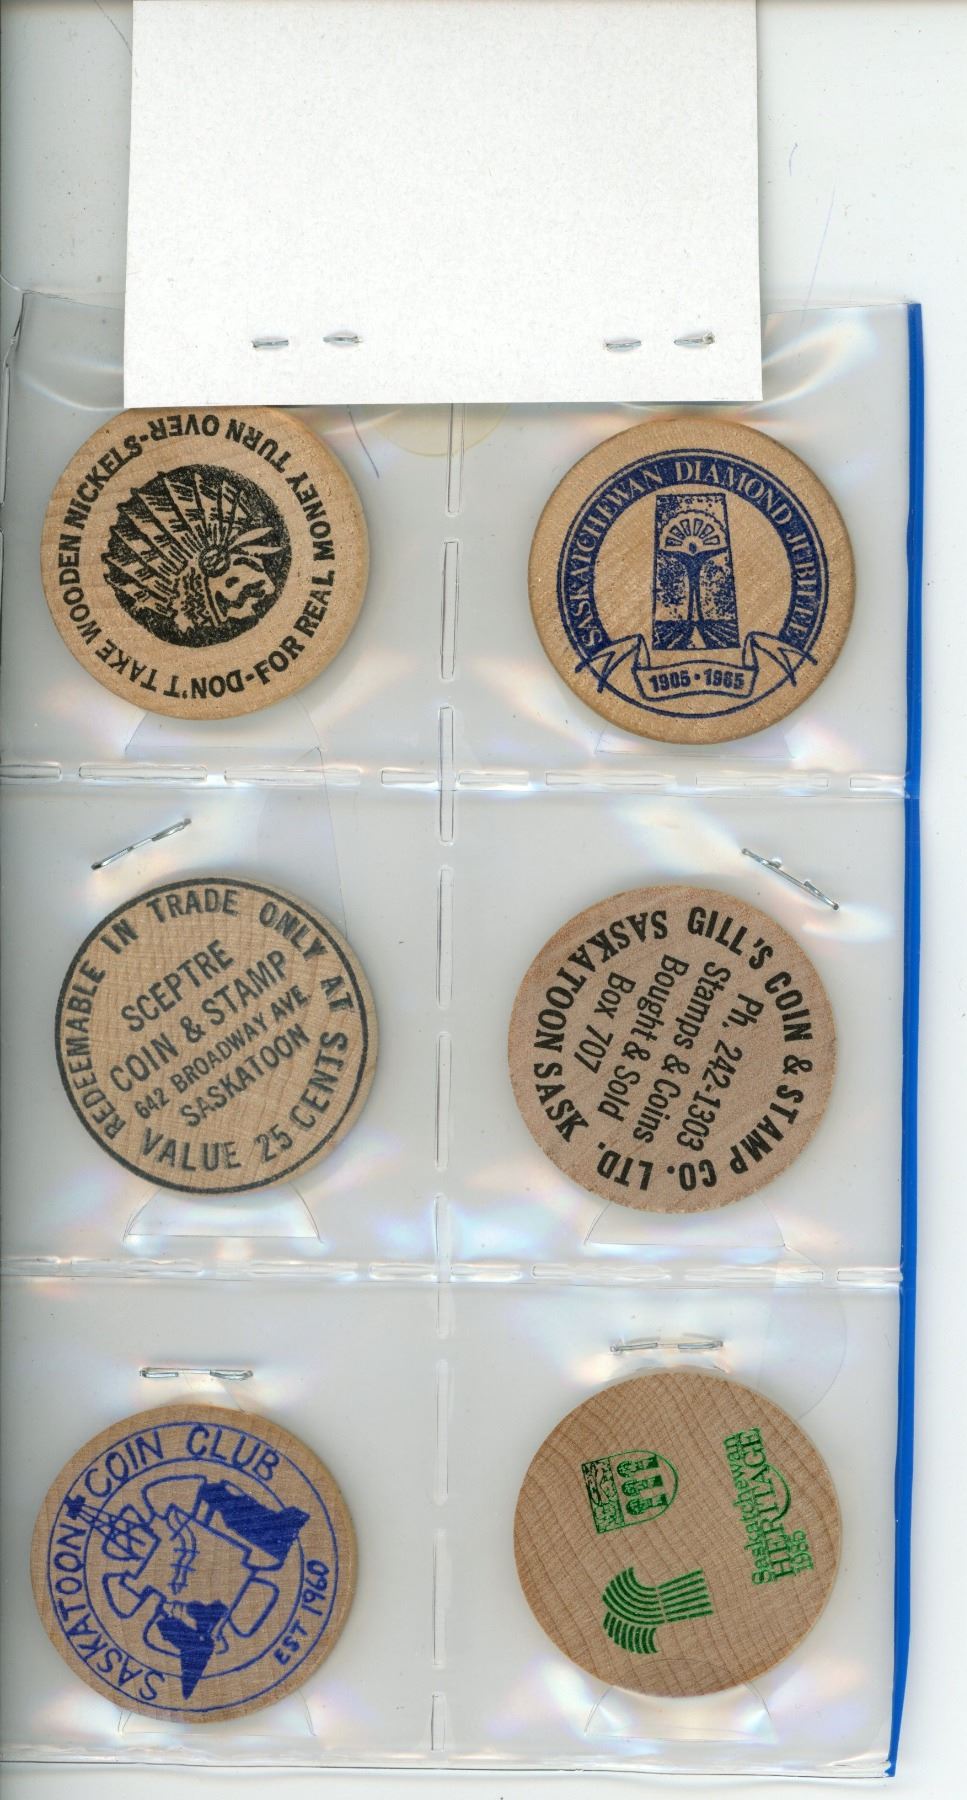 DON'T TAKE WOODEN NICKELS-
FOR REAL MONEY TURN OVER-
SASKATCHEWAN DIAMOND JUBILEE
1905 • 1965
REDEEMABLE IN TRADE ONLY AT
SCEPTRE
COIN & STAMP
642 BROADWAY AVE
SASKATOON
VALUE 25 CENTS
GILL'S COIN & STAMP CO. LTD.
Ph. 242-1303
Stamps & Coins
Bought & Sold
Box 707
SASKATOON SASK
SASKATOON COIN CLUB
EST 1960
Saskatchewan
HERITAGE
1985